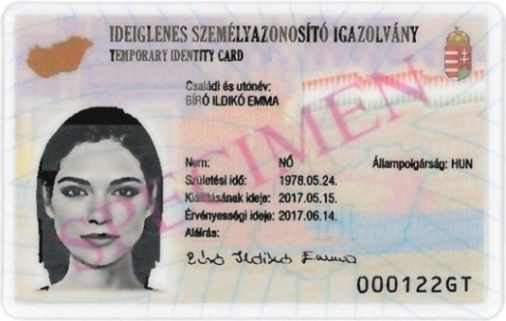 IDEIGLENES SZEMÉLYAZONOSÍTÓ IGAZOLVÁNY
TEMPORARY IDENTITY CARD
Családi és utónév:
BÍRÓ ILDIKÓ EMMA
Nem: NŐ Állampolgárság: HUN
Születési idő: 1978.05.24.
Kiállításának ideje: 2017.05.15.
Érvényességi ideje: 2017.06.14.
Aláírás:
Bíró Ildikó Emma
000122GT
SPECIMEN